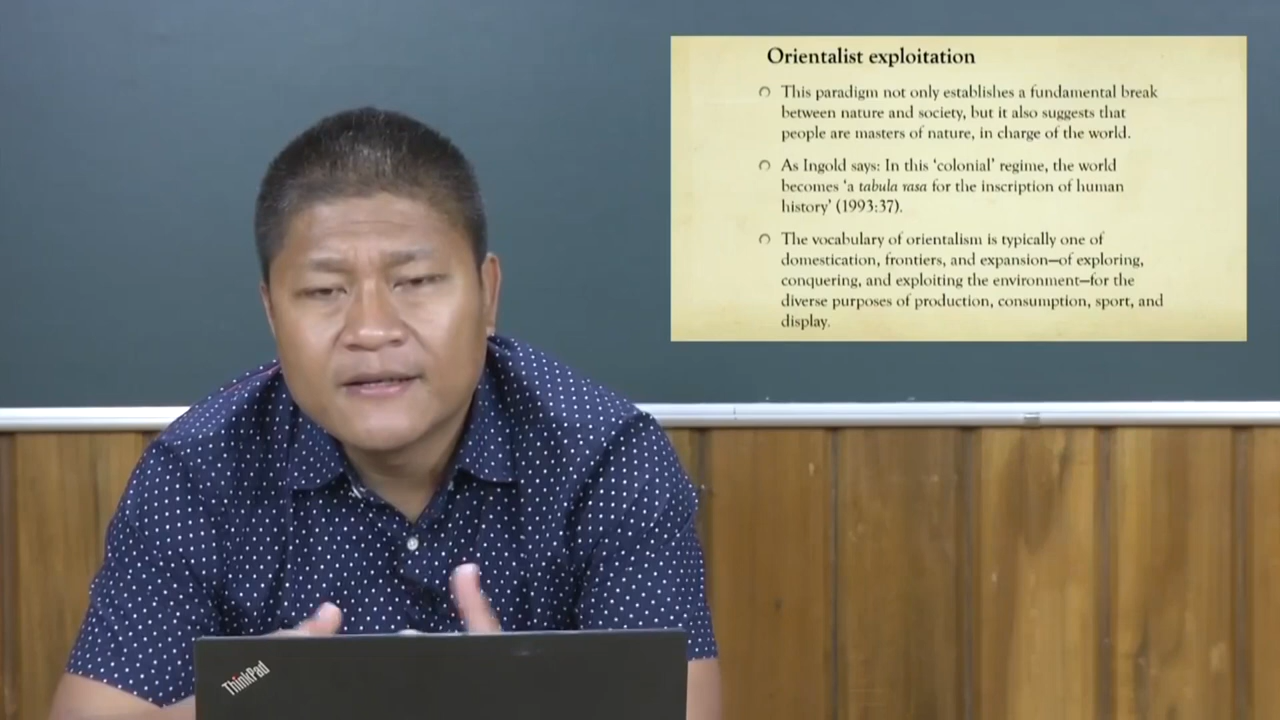 Orientalist exploitation
This paradigm not only establishes a fundamental break
between nature and society, but it also suggests that
people are masters of nature, in charge of the world.
As Ingold says: In this ‘colonial’ regime, the world
becomes ‘a tabula rasa for the inscription of human
history’ (1993:37).
The vocabulary of orientalism is typically one of
domestication, frontiers, and expansion—of exploring,
conquering, and exploiting the environment—for the
diverse purposes of production, consumption, sport, and
display.
ThinkPad